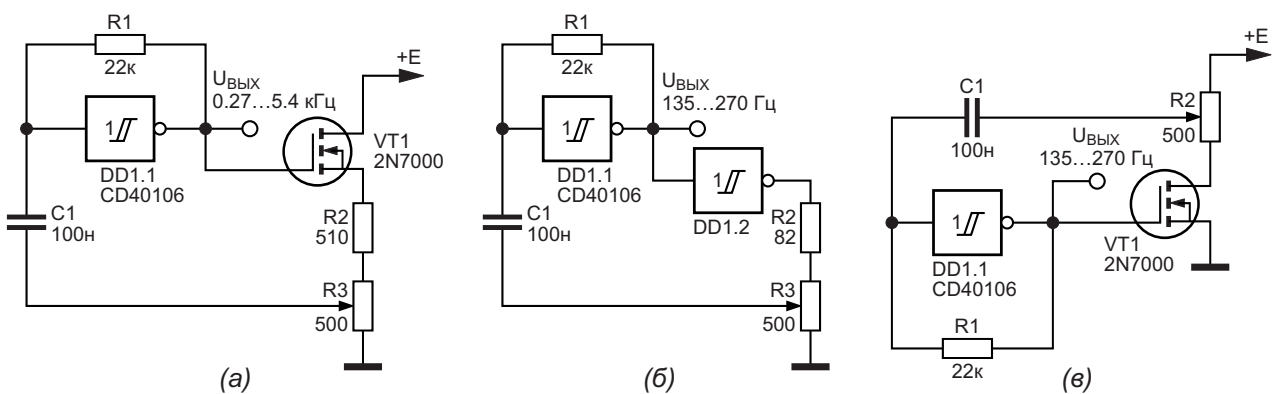 R1
22к
+E
UВЫХ
0.27...5.4 кГц
1
DD1.1
CD40106
VT1
2N7000
C1
100н
R2
510
R3
500
(а)
R1
22к
UВЫХ
135...270 Гц
1
DD1.1
CD40106
1
DD1.2
C1
100н
R2
82
R3
500
(б)
+E
C1
100н
R2
500
UВЫХ
135...270 Гц
1
DD1.1
CD40106
VT1
2N7000
R1
22к
(в)